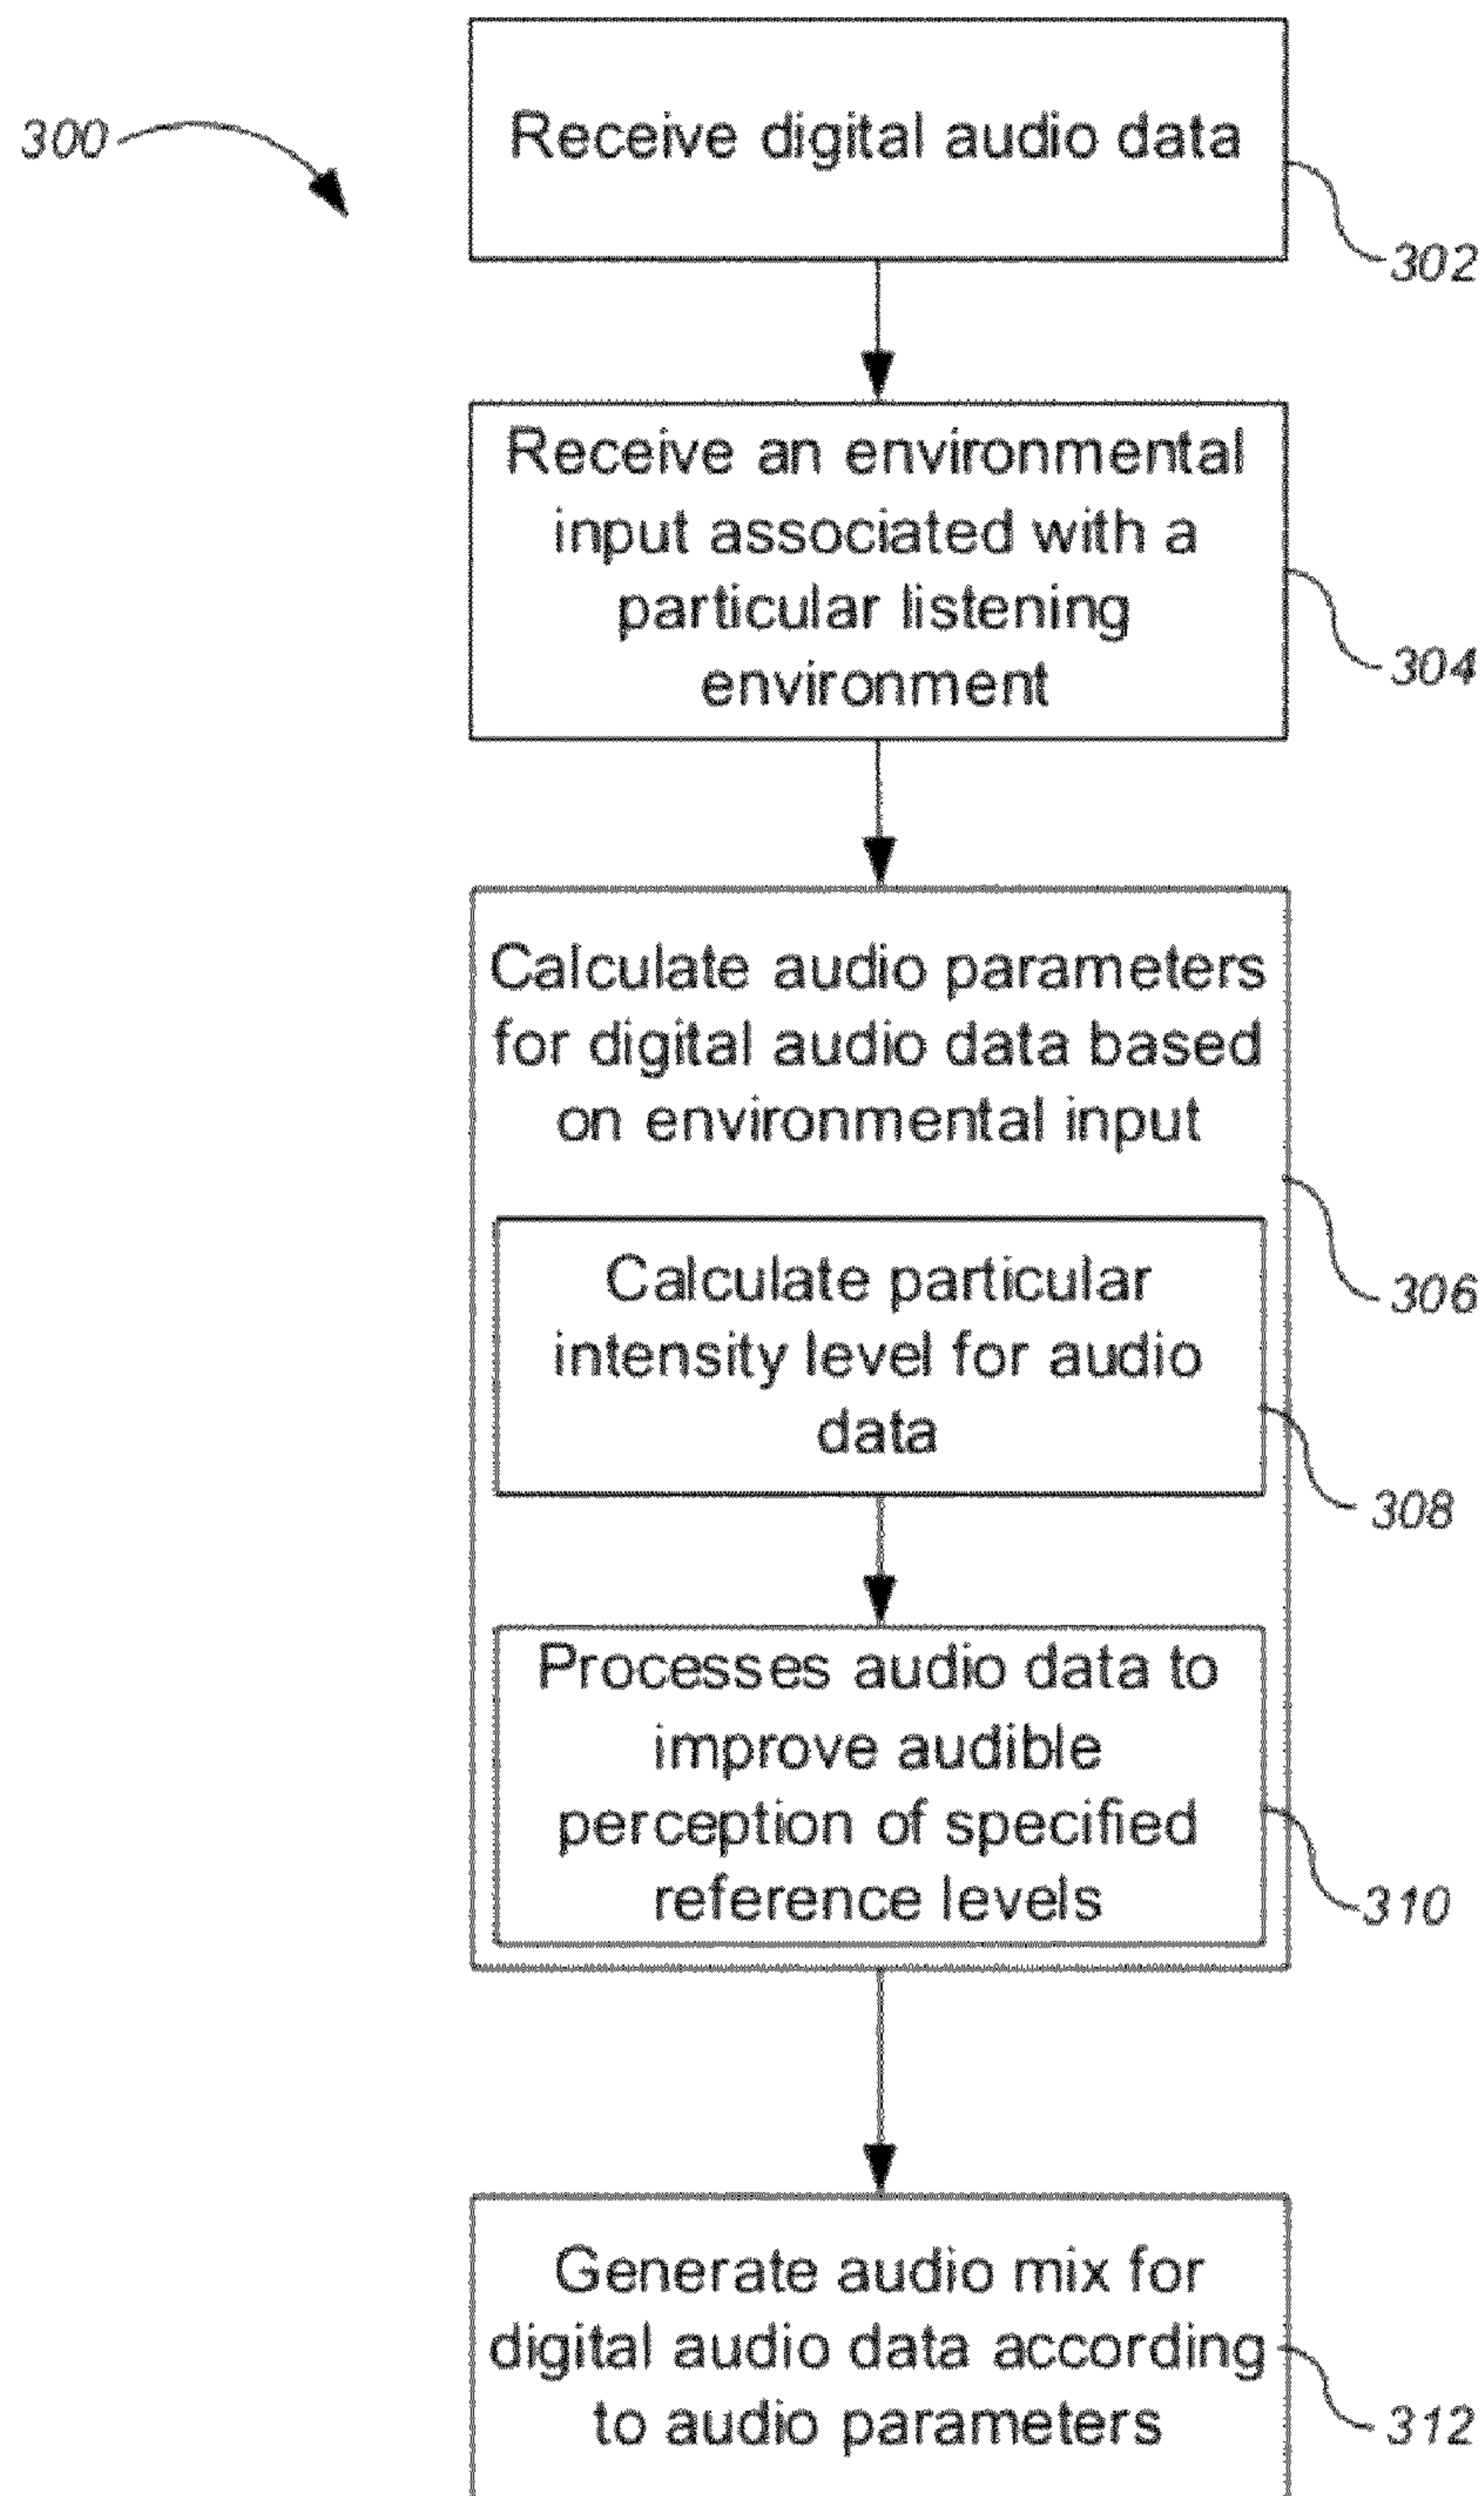 300
Receive digital audio data
302
Receive an environmental
input associated with a
particular listening
environment
304
Calculate audio parameters
for digital audio data based
on environmental input
306
Calculate particular
intensity level for audio
data
308
Processes audio data to
improve audible
perception of specified
reference levels
310
Generate audio mix for
digital audio data according
to audio parameters
312